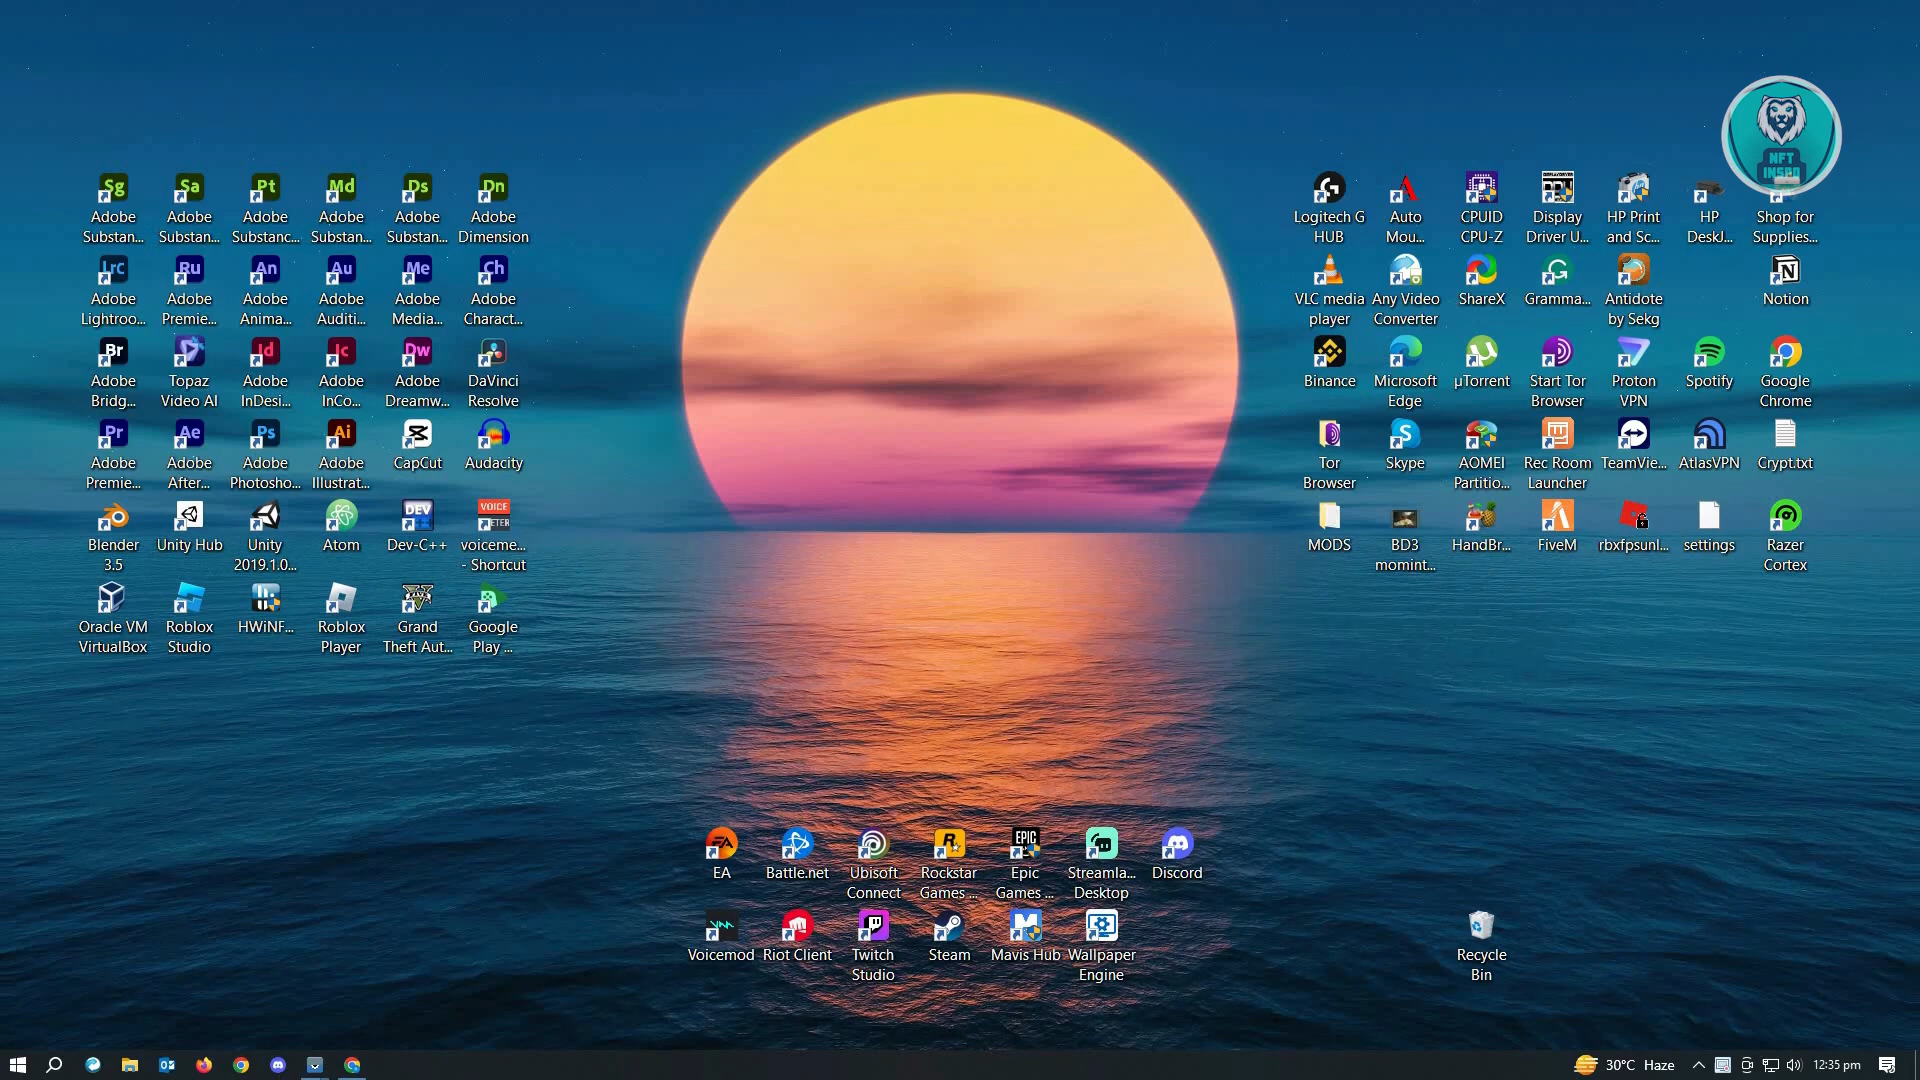 NFT
INSPO
Adobe Substan...
Adobe Substan...
Adobe Substanc...
Adobe Substan...
Adobe Substan...
Adobe Dimension
Adobe Lightroo...
Adobe Premie...
Adobe Anima...
Adobe Auditi...
Adobe Media...
Adobe Charact...
Adobe Bridg...
Topaz Video AI
Adobe InDesi...
Adobe InCo...
Adobe Dreamw...
DaVinci Resolve
Adobe Premie...
Adobe After...
Adobe Photosho...
Adobe Illustrat...
CapCut
Audacity
Blender 3.5
Unity Hub
Unity 2019.1.0...
Atom
Dev-C++
voiceme... - Shortcut
Oracle VM VirtualBox
Roblox Studio
HWiNF...
Roblox Player
Grand Theft Aut...
Google Play ...
Logitech G HUB
Auto Mou...
CPUID CPU-Z
Display Driver U...
HP Print and Sc...
HP DeskJ...
Shop for Supplies...
VLC media player
Any Video Converter
ShareX
Gramma...
Antidote by Sekg
Notion
Binance
Microsoft Edge
µTorrent
Start Tor Browser
Proton VPN
Spotify
Google Chrome
Tor Browser
Skype
AOMEI Partitio...
Rec Room Launcher
TeamVie...
AtlasVPN
Crypt.txt
MODS
BD3 momint...
HandBr...
FiveM
rbxfpsunl...
settings
Razer Cortex
EA
Battle.net
Ubisoft Connect
Rockstar Games ...
Epic Games ...
Streamla... Desktop
Discord
Voicemod
Riot Client
Twitch Studio
Steam
Mavis Hub
Wallpaper Engine
Recycle Bin
30°C Haze
12:35 pm